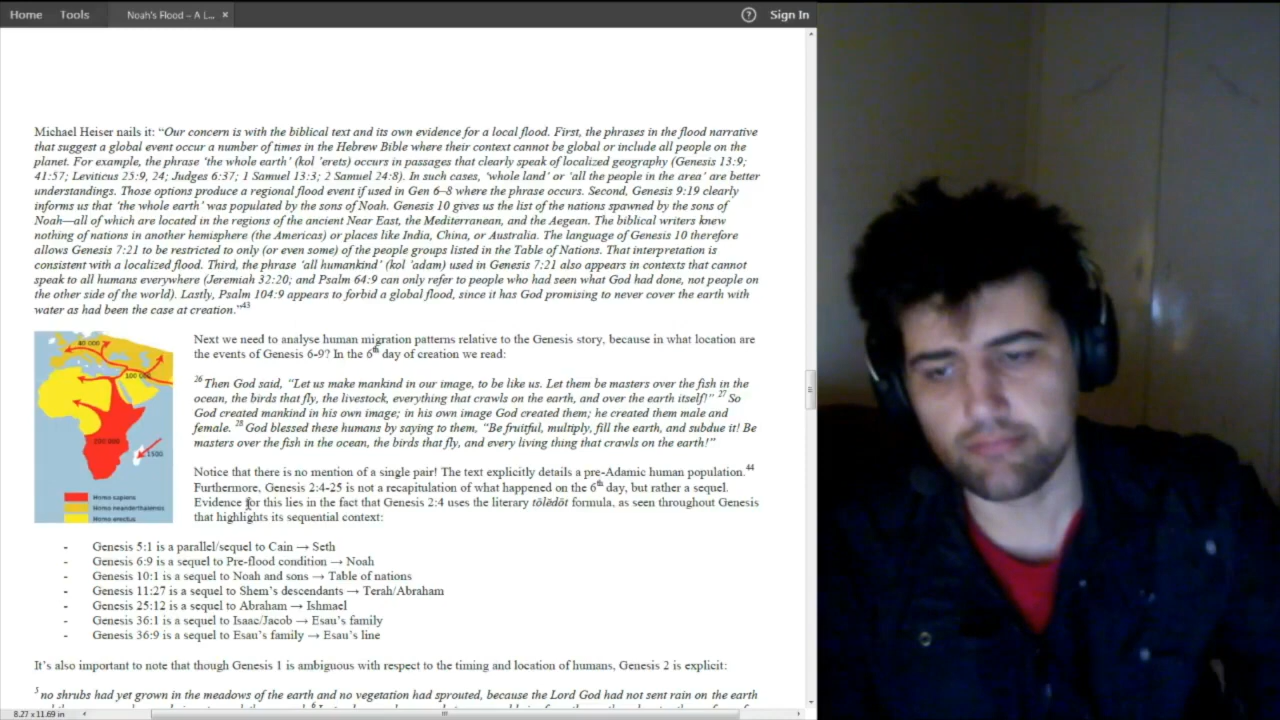 Home Tools Noah's Flood – A L... × ? Sign In
Michael Heiser nails it: “Our concern is with the biblical text and its own evidence for a local flood. First, the phrases in the flood narrative
that suggest a global event occur a number of times in the Hebrew Bible where their context cannot be global or include all people on the
planet. For example, the phrase ‘the whole earth’ (kol ’erets) occurs in passages that clearly speak of localized geography (Genesis 13:9;
41:57; Leviticus 25:9, 24; Judges 6:37; 1 Samuel 13:3; 2 Samuel 24:8). In such cases, ‘whole land’ or ‘all the people in the area’ are better
understandings. Those options produce a regional flood event if used in Gen 6–8 where the phrase occurs. Second, Genesis 9:19 clearly
informs us that ‘the whole earth’ was populated by the sons of Noah. Genesis 10 gives us the list of the nations spawned by the sons of
Noah—all of which are located in the regions of the ancient Near East, the Mediterranean, and the Aegean. The biblical writers knew
nothing of nations in another hemisphere (the Americas) or places like India, China, or Australia. The language of Genesis 10 therefore
allows Genesis 7:21 to be restricted to only (or even some) of the people groups listed in the Table of Nations. That interpretation is
consistent with a localized flood. Third, the phrase ‘all humankind’ (kol ’adam) used in Genesis 7:21 also appears in contexts that cannot
speak to all humans everywhere (Jeremiah 32:20; and Psalm 64:9 can only refer to people who had seen what God had done, not people on
the other side of the world). Lastly, Psalm 104:9 appears to forbid a global flood, since it has God promising to never cover the earth with
water as had been the case at creation.”43
40 000
100 000
200 000
1500
Homo sapiens
Homo neanderthalensis
Homo erectus
Next we need to analyse human migration patterns relative to the Genesis story, because in what location are
the events of Genesis 6-9? In the 6th day of creation we read:
26 Then God said, “Let us make mankind in our image, to be like us. Let them be masters over the fish in the
ocean, the birds that fly, the livestock, everything that crawls on the earth, and over the earth itself!” 27 So
God created mankind in his own image; in his own image God created them; he created them male and
female. 28 God blessed these humans by saying to them, “Be fruitful, multiply, fill the earth, and subdue it! Be
masters over the fish in the ocean, the birds that fly, and every living thing that crawls on the earth!”
Notice that there is no mention of a single pair! The text explicitly details a pre-Adamic human population.44
Furthermore, Genesis 2:4-25 is not a recapitulation of what happened on the 6th day, but rather a sequel.
Evidence for this lies in the fact that Genesis 2:4 uses the literary tôlĕdôt formula, as seen throughout Genesis
that highlights its sequential context:
- Genesis 5:1 is a parallel/sequel to Cain → Seth
- Genesis 6:9 is a sequel to Pre-flood condition → Noah
- Genesis 10:1 is a sequel to Noah and sons → Table of nations
- Genesis 11:27 is a sequel to Shem’s descendants → Terah/Abraham
- Genesis 25:12 is a sequel to Abraham → Ishmael
- Genesis 36:1 is a sequel to Isaac/Jacob → Esau’s family
- Genesis 36:9 is a sequel to Esau’s family → Esau’s line
It’s also important to note that though Genesis 1 is ambiguous with respect to the timing and location of humans, Genesis 2 is explicit:
5 no shrubs had yet grown in the meadows of the earth and no vegetation had sprouted, because the Lord God had not sent rain on the earth
8.27 x 11.69 in